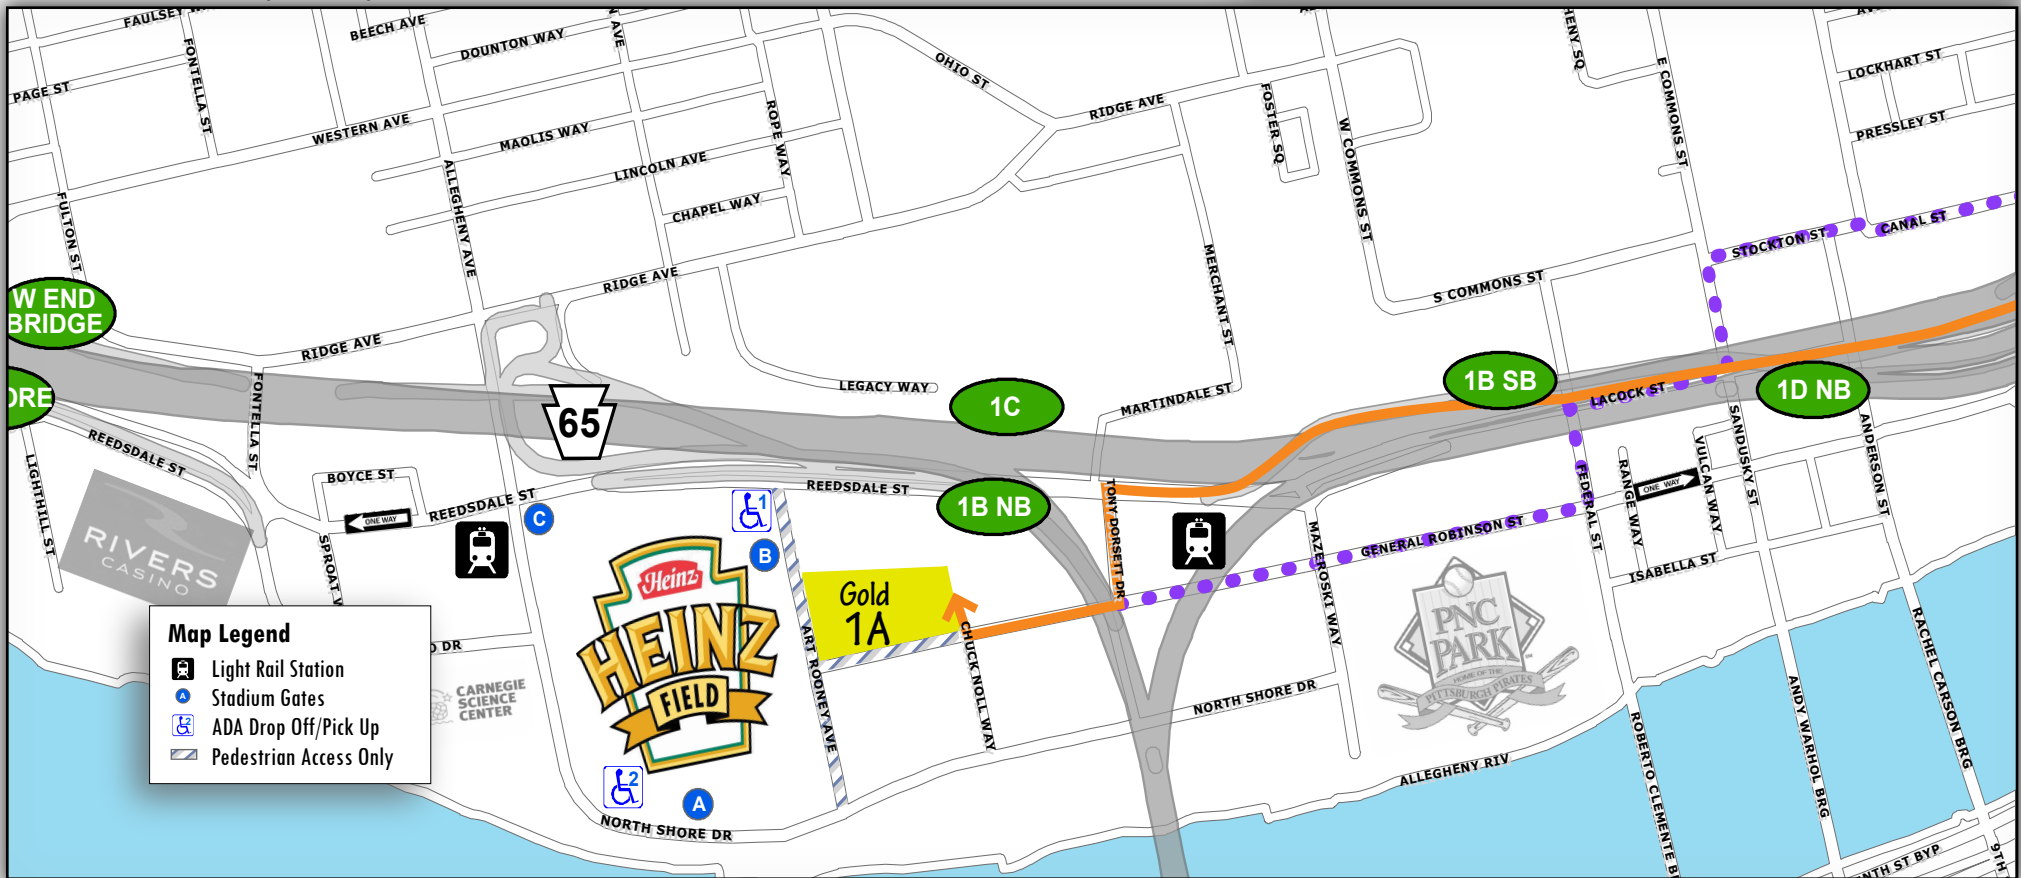 BEECH AVE
DOUNTON WAY
OHIO ST
LOCKHART ST
PAGE ST
FONTELLA ST
WESTERN AVE
MAOLIS WAY
LINCOLN AVE
ROPE WAY
RIDGE AVE
FOSTER SQ
W COMMONS ST
E COMMONS ST
PRESSLEY ST
FULTON ST
ALLEGHENY AVE
CHAPEL WAY
RIDGE AVE
MERCHANT ST
S COMMONS ST
STOCKTON ST
CANAL ST
W END
BRIDGE
RIDGE AVE
LEGACY WAY
MARTINDALE ST
1C
1B SB
LACOCK ST
1D NB
65
FONTELLA ST
REEDSDALE ST
LIGHTHILL ST
BOYCE ST
ONE WAY
REEDSDALE ST
C
1
B
REEDSDALE ST
1B NB
TONY DORSETT DR
MAZEROSKI WAY
GENERAL ROBINSON ST
FEDERAL ST
RANGE WAY
ONE WAY
VULCAN WAY
SANDUSKY ST
ANDERSON ST
ISABELLA ST
RIVERS
CASINO
Heinz
HEINZ
FIELD
Gold
1A
ART ROONEY AVE
CHUCK NOLL WAY
NORTH SHORE DR
PNC
PARK
HOME OF THE
PITTSBURGH PIRATES
CARNEGIE
SCIENCE
CENTER
Map Legend
Light Rail Station
A
Stadium Gates
2
ADA Drop Off/Pick Up
Pedestrian Access Only
2
A
NORTH SHORE DR
ALLEGHENY RIV
ANDY WARHOL BRG
RACHEL CARSON BRG